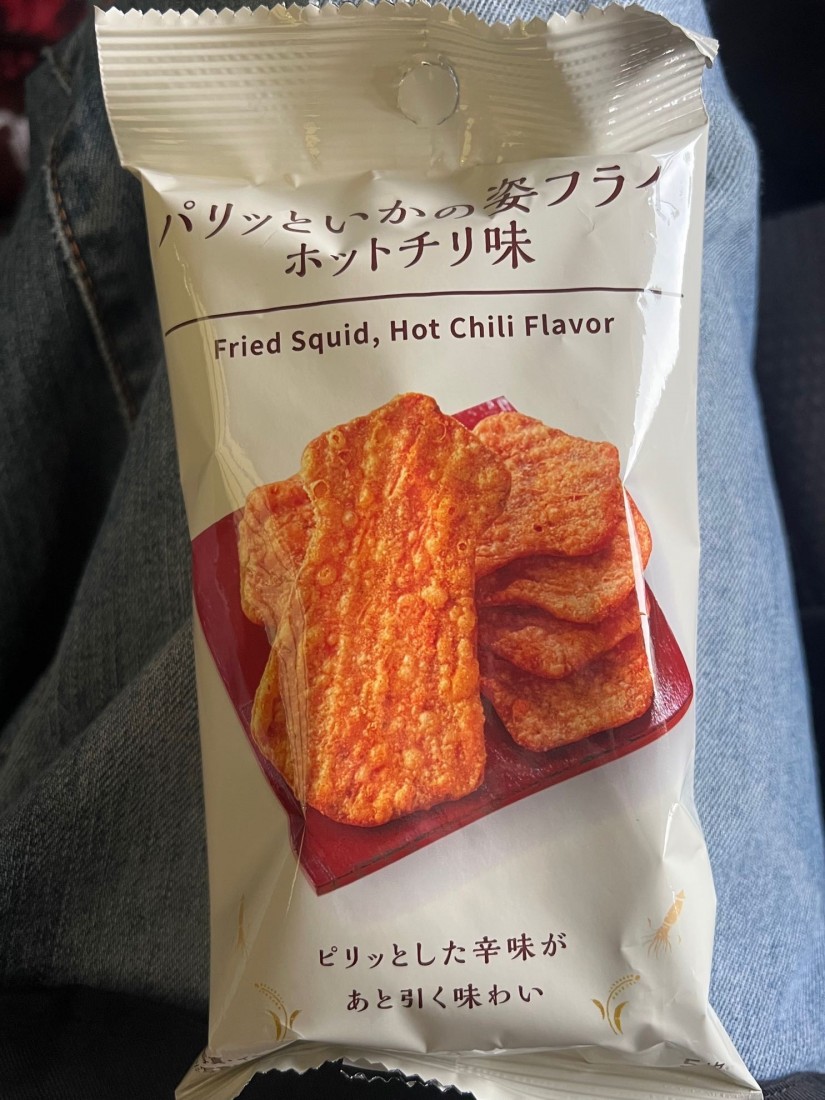 パリッといかの姿フライ
ホットチリ味
Fried Squid, Hot Chili Flavor
ピリッとした辛味が
あと引く味わい